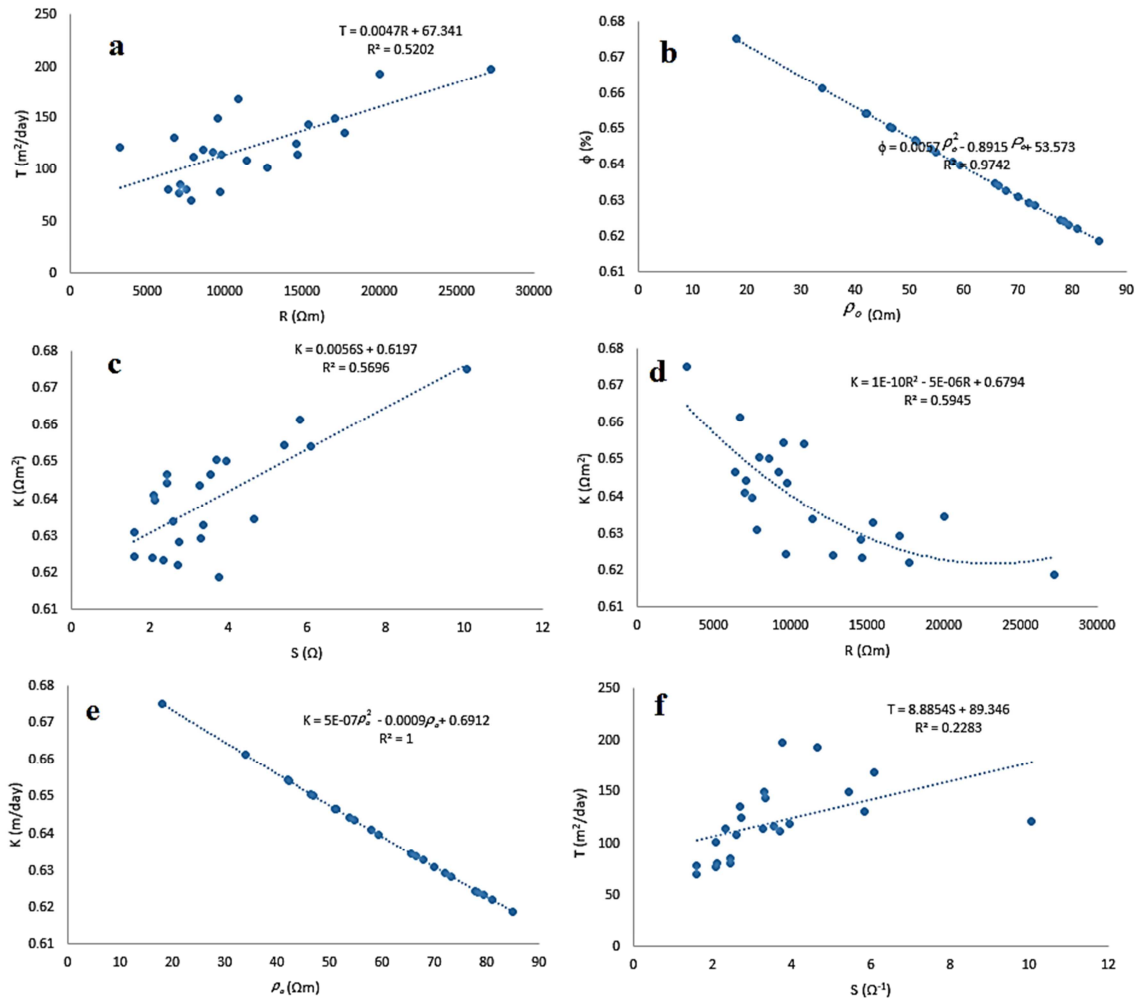 a
T = 0.0047R + 67.341
R² = 0.5202
250
200
150
100
50
0
T (m²/day)
0 5000 10000 15000 20000 25000 30000
R (Ωm)
b
0.68
0.67
0.66
0.65
0.64
0.63
0.62
0.61
ϕ (%)
ϕ = 0.0057 ρₒ² - 0.8915 ρₒ + 53.573
R² = 0.9742
0 10 20 30 40 50 60 70 80 90
ρₒ (Ωm)
c
K = 0.0056S + 0.6197
R² = 0.5696
0.68
0.67
0.66
0.65
0.64
0.63
0.62
0.61
K (Ωm²)
0 2 4 6 8 10 12
S (Ω)
d
K = 1E-10R² - 5E-06R + 0.6794
R² = 0.5945
0.68
0.67
0.66
0.65
0.64
0.63
0.62
0.61
K (Ωm²)
0 5000 10000 15000 20000 25000 30000
R (Ωm)
e
K = 5E-07ρₒ² - 0.0009ρₒ + 0.6912
R² = 1
0.68
0.67
0.66
0.65
0.64
0.63
0.62
0.61
K (m/day)
0 10 20 30 40 50 60 70 80 90
ρₒ (Ωm)
f
T = 8.8854S + 89.346
R² = 0.2283
250
200
150
100
50
0
T (m²/day)
0 2 4 6 8 10 12
S (Ω⁻¹)